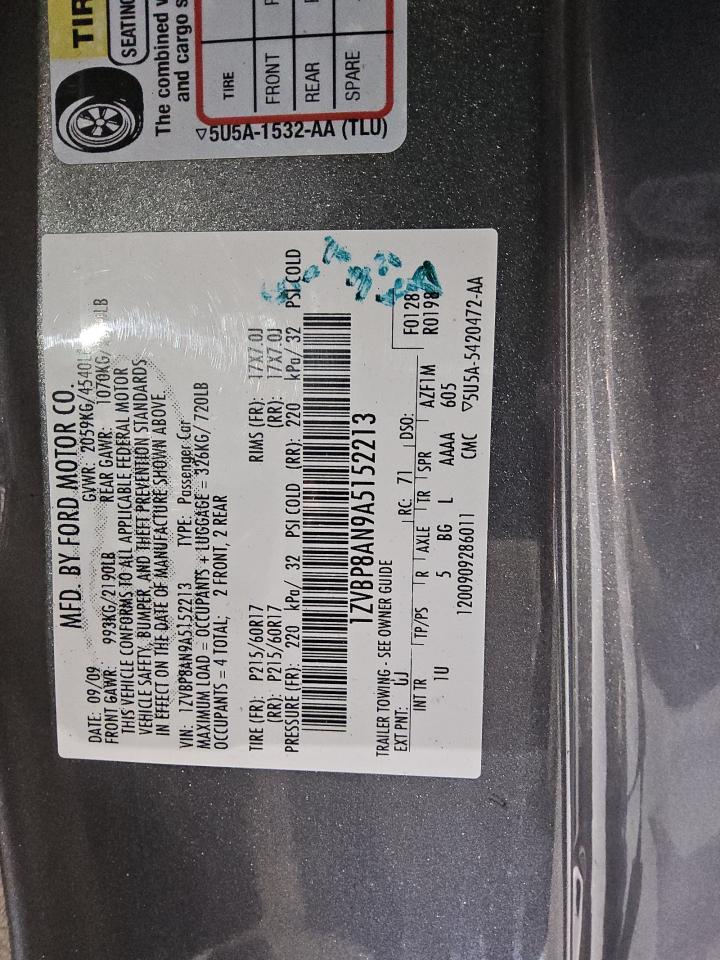 TIR
SEATING
The combined w
and cargo s
TIRE
FRONT
REAR
SPARE
▽5U5A-1532-AA (TLU)
MFD. BY FORD MOTOR CO.
DATE: 09/09 GVWR: 2059KG/4540L
FRONT GAWR: 993KG/2190LB REAR GAWR: 1070KG/ LB
THIS VEHICLE CONFORMS TO ALL APPLICABLE FEDERAL MOTOR
VEHICLE SAFETY, BUMPER, AND THEFT PREVENTION STANDARDS
IN EFFECT ON THE DATE OF MANUFACTURE SHOWN ABOVE
VIN: 1ZVBP8AN9A5152213 TYPE: Passenger Car
MAXIMUM LOAD = OCCUPANTS + LUGGAGE = 326KG/ 720LB
OCCUPANTS = 4 TOTAL; 2 FRONT, 2 REAR
TIRE (FR): P215/60R17 RIMS (FR): 17X7.0J
(RR): P215/60R17 (RR): 17X7.0J
PRESSURE (FR): 220 kPa/ 32 PSI COLD (RR): 220 kPa/ 32 PSI COLD
1ZVBP8AN9A5152213
TRAILER TOWING - SEE OWNER GUIDE
EXT PNT: UJ RC: 71 DSO: F0128
R0198
INT TR TP/PS R AXLE TR SPR AZF1M
1U 5 BG L AAAA 605
12009092286011 CMC ▽5U5A-5420472-AA